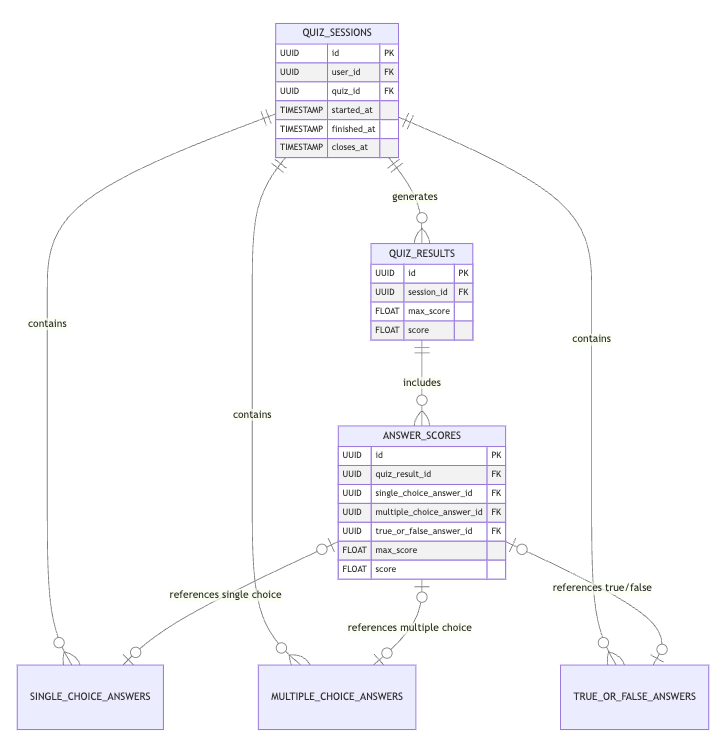 QUIZ_SESSIONS
UUID id PK
UUID user_id FK
UUID quiz_id FK
TIMESTAMP started_at
TIMESTAMP finished_at
TIMESTAMP closes_at
generates
QUIZ_RESULTS
UUID id PK
UUID session_id FK
FLOAT max_score
FLOAT score
contains
contains
includes
contains
ANSWER_SCORES
UUID id PK
UUID quiz_result_id FK
UUID single_choice_answer_id FK
UUID multiple_choice_answer_id FK
UUID true_or_false_answer_id FK
FLOAT max_score
FLOAT score
references single choice
references true/false
references multiple choice
SINGLE_CHOICE_ANSWERS
MULTIPLE_CHOICE_ANSWERS
TRUE_OR_FALSE_ANSWERS